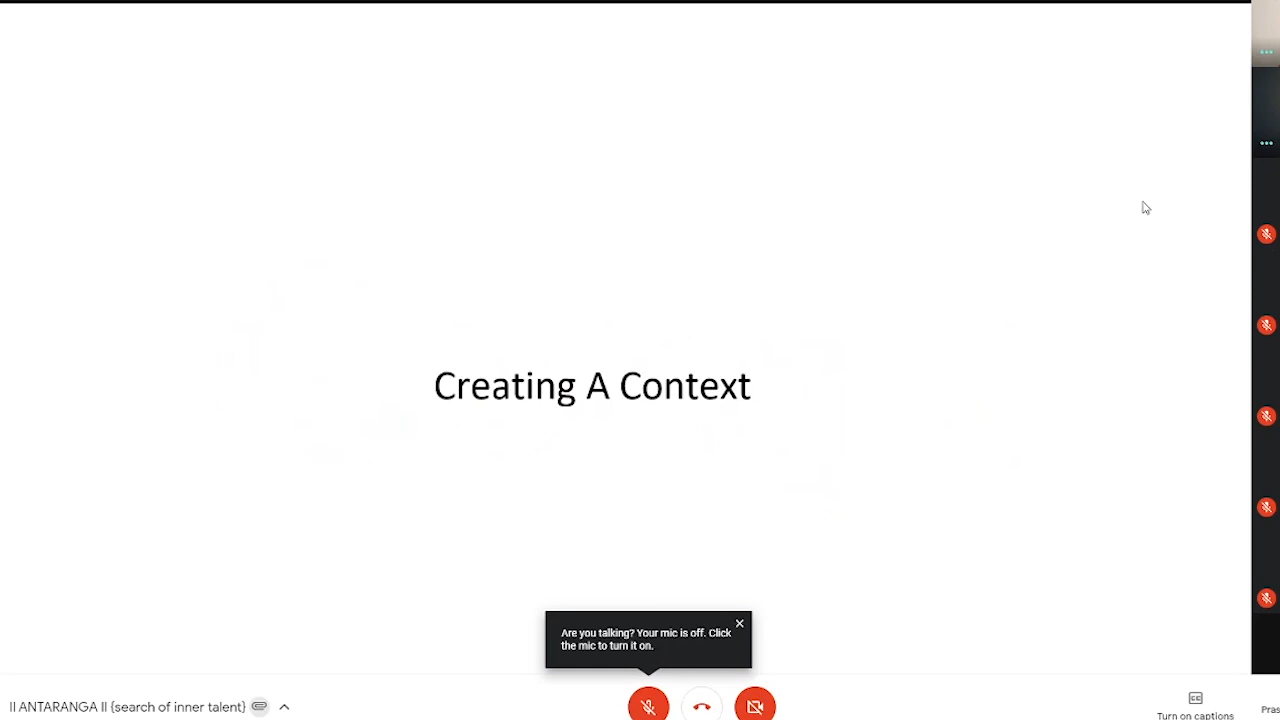 Creating A Context
Are you talking? Your mic is off. Click
the mic to turn it on.
II ANTARANGA II {search of inner talent}
Turn on captions
Pras